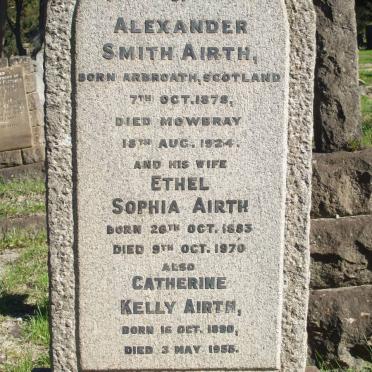 ALEXANDER
SMITH AIRTH,
BORN ARBROATH, SCOTLAND
7TH OCT. 1878,
DIED MOWBRAY
18TH AUG. 1924.
AND HIS WIFE
ETHEL
SOPHIA AIRTH
BORN 26TH OCT. 1883
DIED 9TH OCT. 1970
ALSO
CATHERINE
KELLY AIRTH,
BORN 16 OCT. 1890,
DIED 3 MAY 1955.